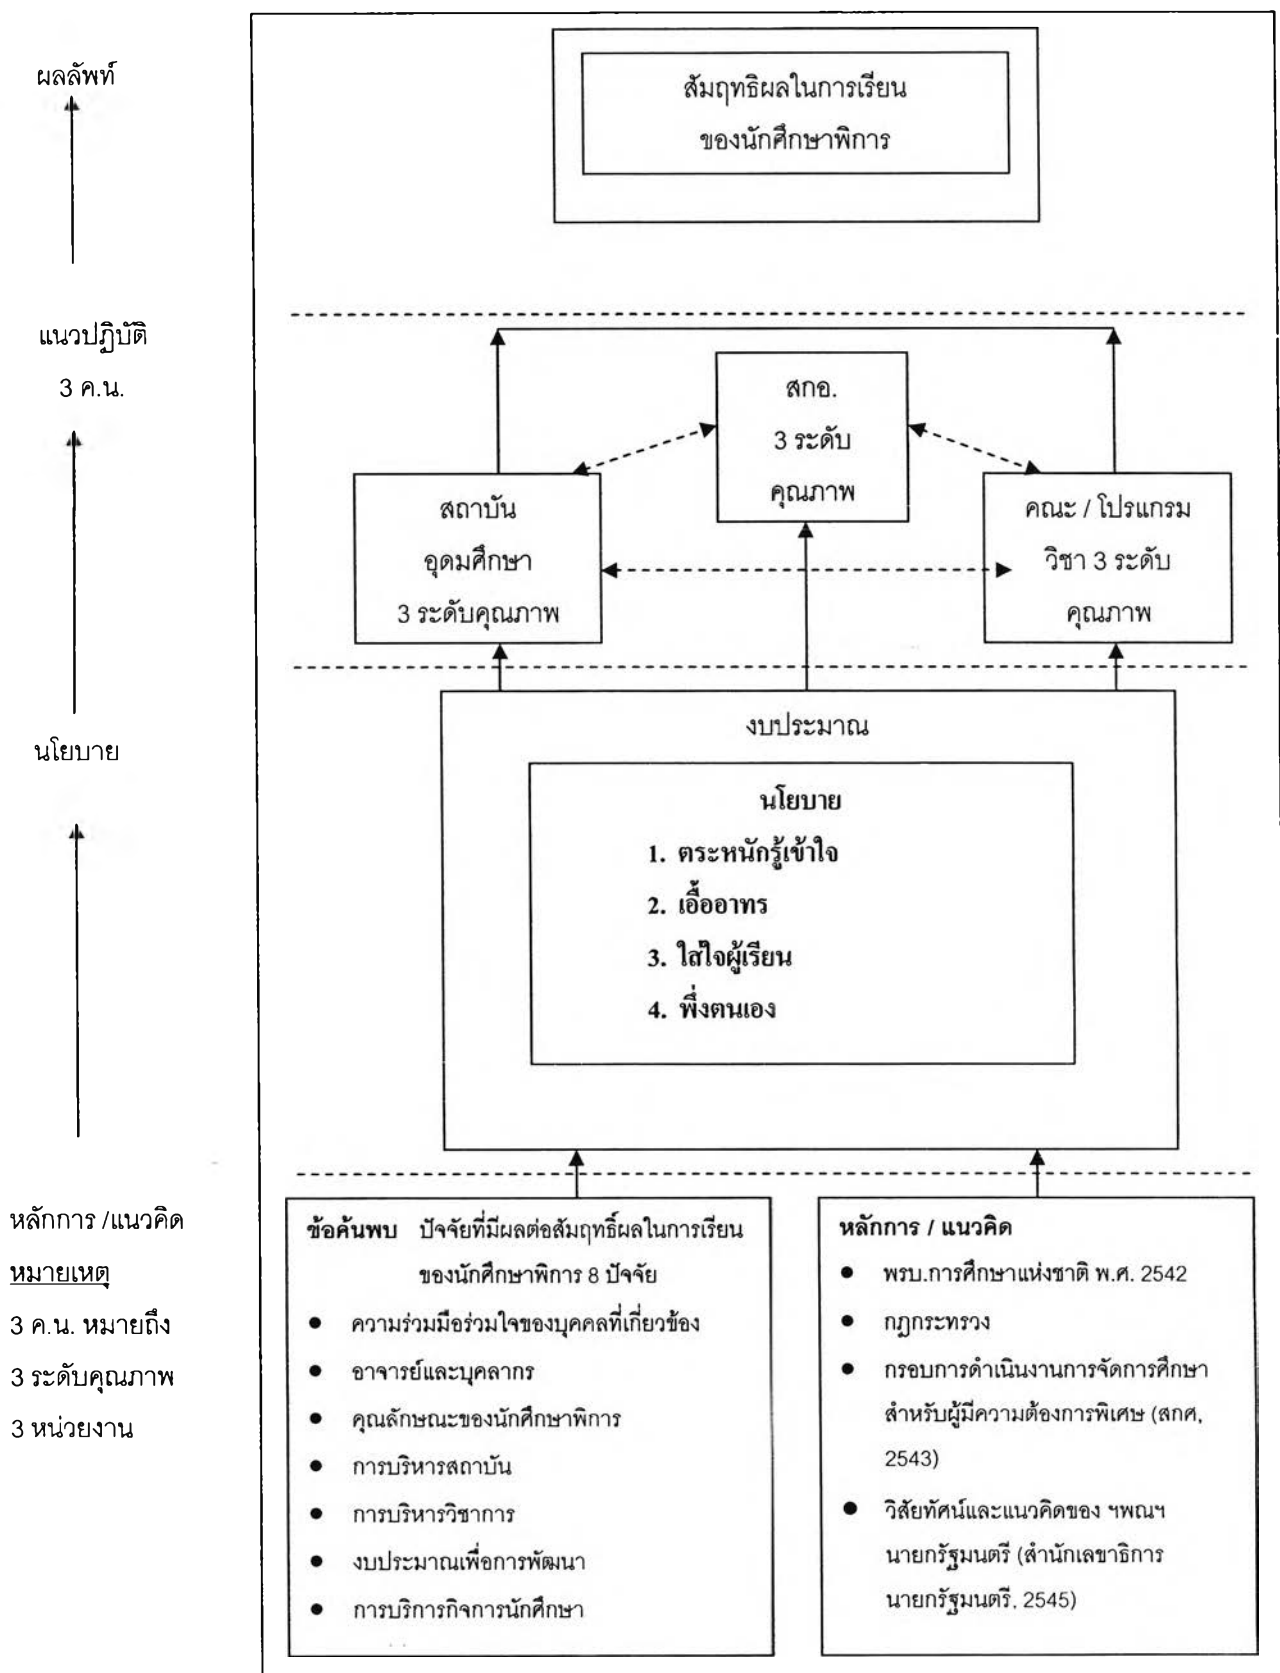 ผลลัพท์
แนวปฏิบัติ
3 ค.น.
นโยบาย
หลักการ /แนวคิด
หมายเหตุ
3 ค.น. หมายถึง
3 ระดับคุณภาพ
3 หน่วยงาน
สัมฤทธิผลในการเรียน
ของนักศึกษาพิการ
สกอ.
3 ระดับ
คุณภาพ
สถาบัน
อุดมศึกษา
3 ระดับคุณภาพ
คณะ / โปรแกรม
วิชา 3 ระดับ
คุณภาพ
งบประมาณ
นโยบาย
1. ตระหนักรู้เข้าใจ
2. เอื้ออาทร
3. ใส่ใจผู้เรียน
4. พึ่งตนเอง
ข้อค้นพบ ปัจจัยที่มีผลต่อสัมฤทธิ์ผลในการเรียน
ของนักศึกษาพิการ 8 ปัจจัย
● ความร่วมมือร่วมใจของบุคคลที่เกี่ยวข้อง
● อาจารย์และบุคลากร
● คุณลักษณะของนักศึกษาพิการ
● การบริหารสถาบัน
● การบริหารวิชาการ
● งบประมาณเพื่อการพัฒนา
● การบริการกิจการนักศึกษา
หลักการ / แนวคิด
● พรบ.การศึกษาแห่งชาติ พ.ศ. 2542
● กฎกระทรวง
● กรอบการดำเนินงานการจัดการศึกษา
สำหรับผู้มีความต้องการพิเศษ (สกศ,
2543)
● วิสัยทัศน์และแนวคิดของ ฯพณฯ
นายกรัฐมนตรี (สำนักเลขาธิการ
นายกรัฐมนตรี, 2545)